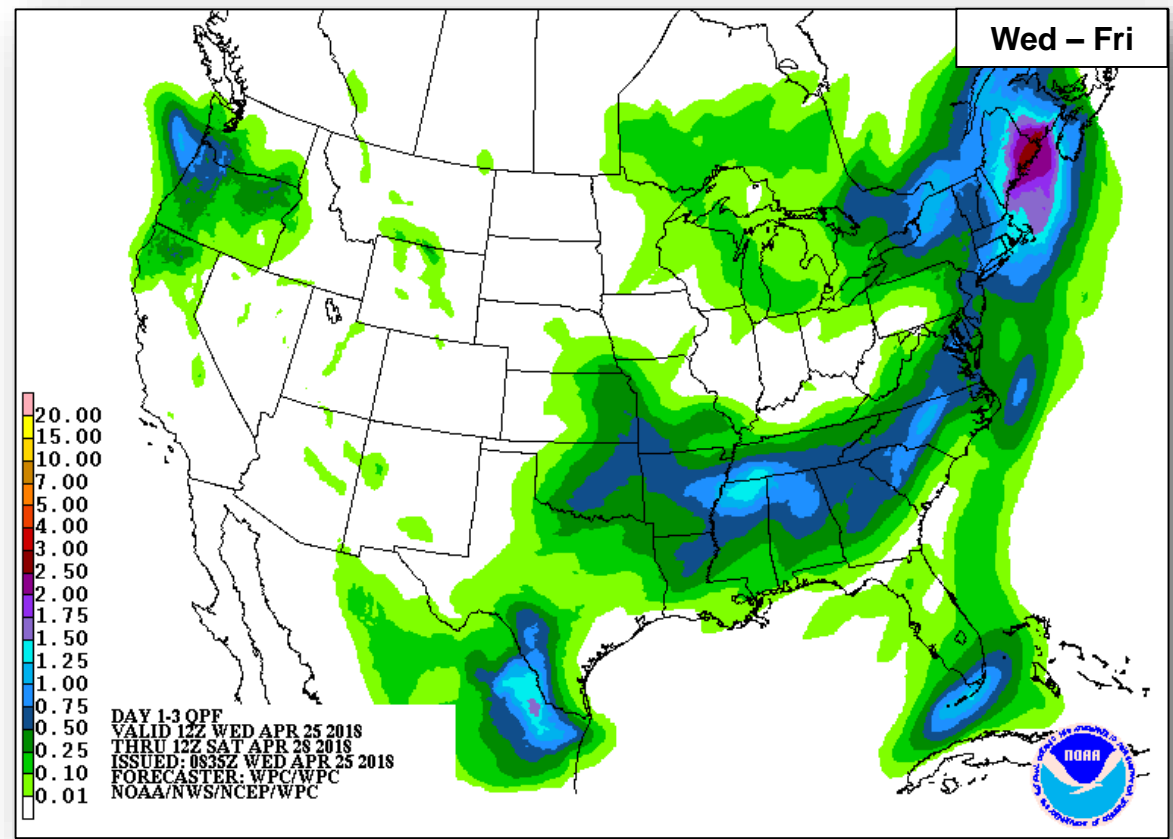 Wed – Fri
20.00
15.00
10.00
7.00
5.00
4.00
3.00
2.50
2.00
1.75
1.50
1.25
1.00
0.75
0.50
0.25
0.10
0.01
DAY 1-3 QPF
VALID 12Z WED APR 25 2018
THRU 12Z SAT APR 28 2018
ISSUED: 0835Z WED APR 25 2018
FORECASTER: WPC/WPC
NOAA/NWS/NCEP/WPC
NOAA